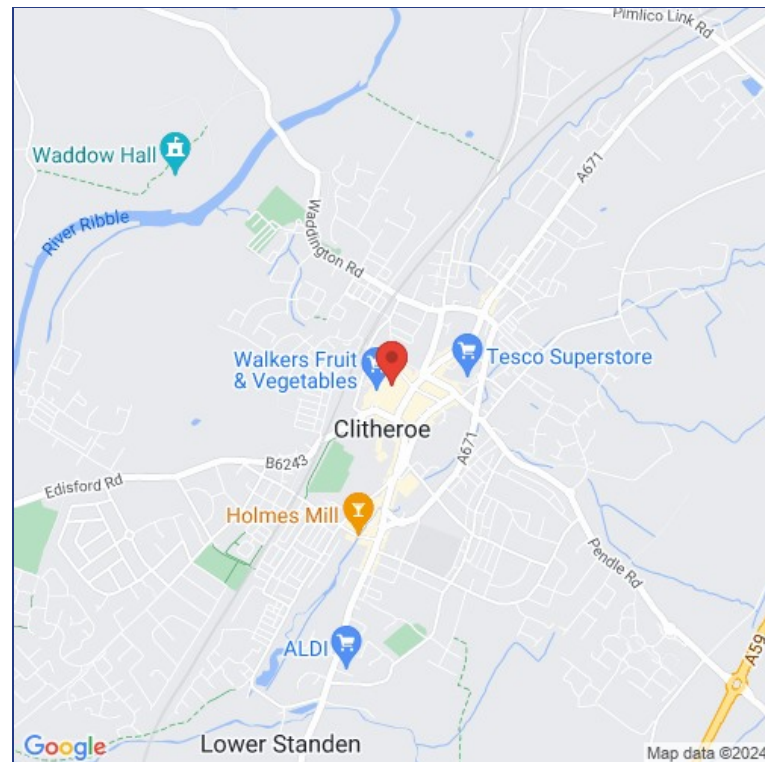 Pimlico Link Rd
Waddow Hall
A671
River Ribble
Waddington Rd
Walkers Fruit
& Vegetables
Tesco Superstore
Clitheroe
A671
B6243
Edisford Rd
Holmes Mill
Pendle Rd
A59
ALDI
Lower Standen
Google
Map data ©2024